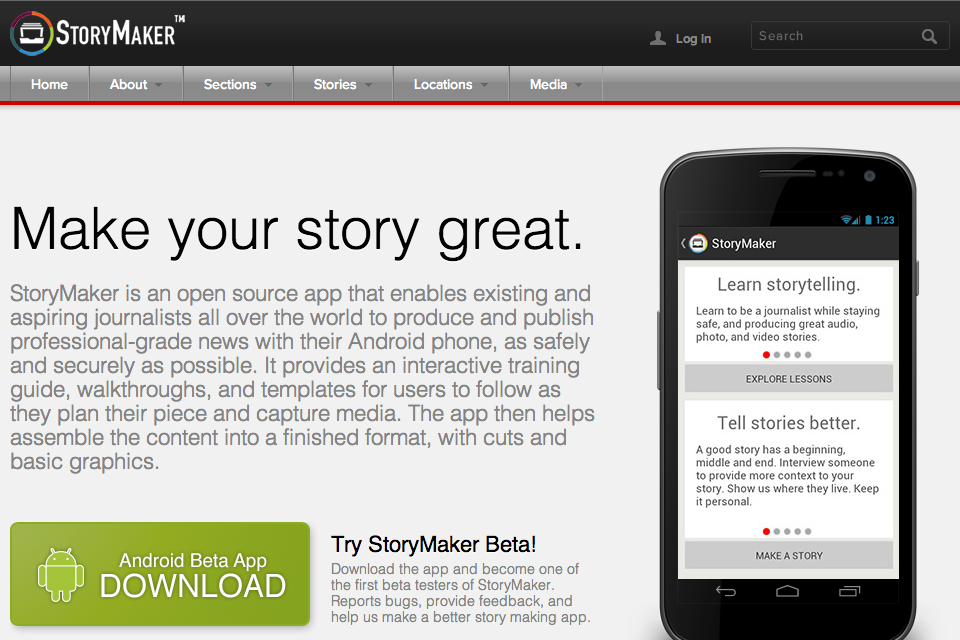 STORYMAKER™
Log In
Search
Home
About
Sections
Stories
Locations
Media
Make your story great.
StoryMaker is an open source app that enables existing and
aspiring journalists all over the world to produce and publish
professional-grade news with their Android phone, as safely
and securely as possible. It provides an interactive training
guide, walkthroughs, and templates for users to follow as
they plan their piece and capture media. The app then helps
assemble the content into a finished format, with cuts and
basic graphics.
Android Beta App
DOWNLOAD
Try StoryMaker Beta!
Download the app and become one of
the first beta testers of StoryMaker.
Reports bugs, provide feedback, and
help us make a better story making app.
1:23
StoryMaker
Learn storytelling.
Learn to be a journalist while staying
safe, and producing great audio,
photo, and video stories.
EXPLORE LESSONS
Tell stories better.
A good story has a beginning,
middle and end. Interview someone
to provide more context to your
story. Show us where they live. Keep
it personal.
MAKE A STORY